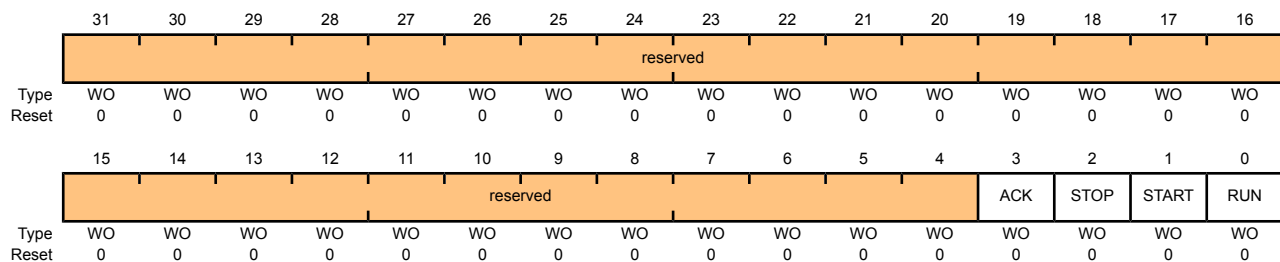 31 30 29 28 27 26 25 24 23 22 21 20 19 18 17 16
reserved
Type WO WO WO WO WO WO WO WO WO WO WO WO WO WO WO WO
Reset 0 0 0 0 0 0 0 0 0 0 0 0 0 0 0 0
15 14 13 12 11 10 9 8 7 6 5 4 3 2 1 0
reserved ACK STOP START RUN
Type WO WO WO WO WO WO WO WO WO WO WO WO WO WO WO WO
Reset 0 0 0 0 0 0 0 0 0 0 0 0 0 0 0 0